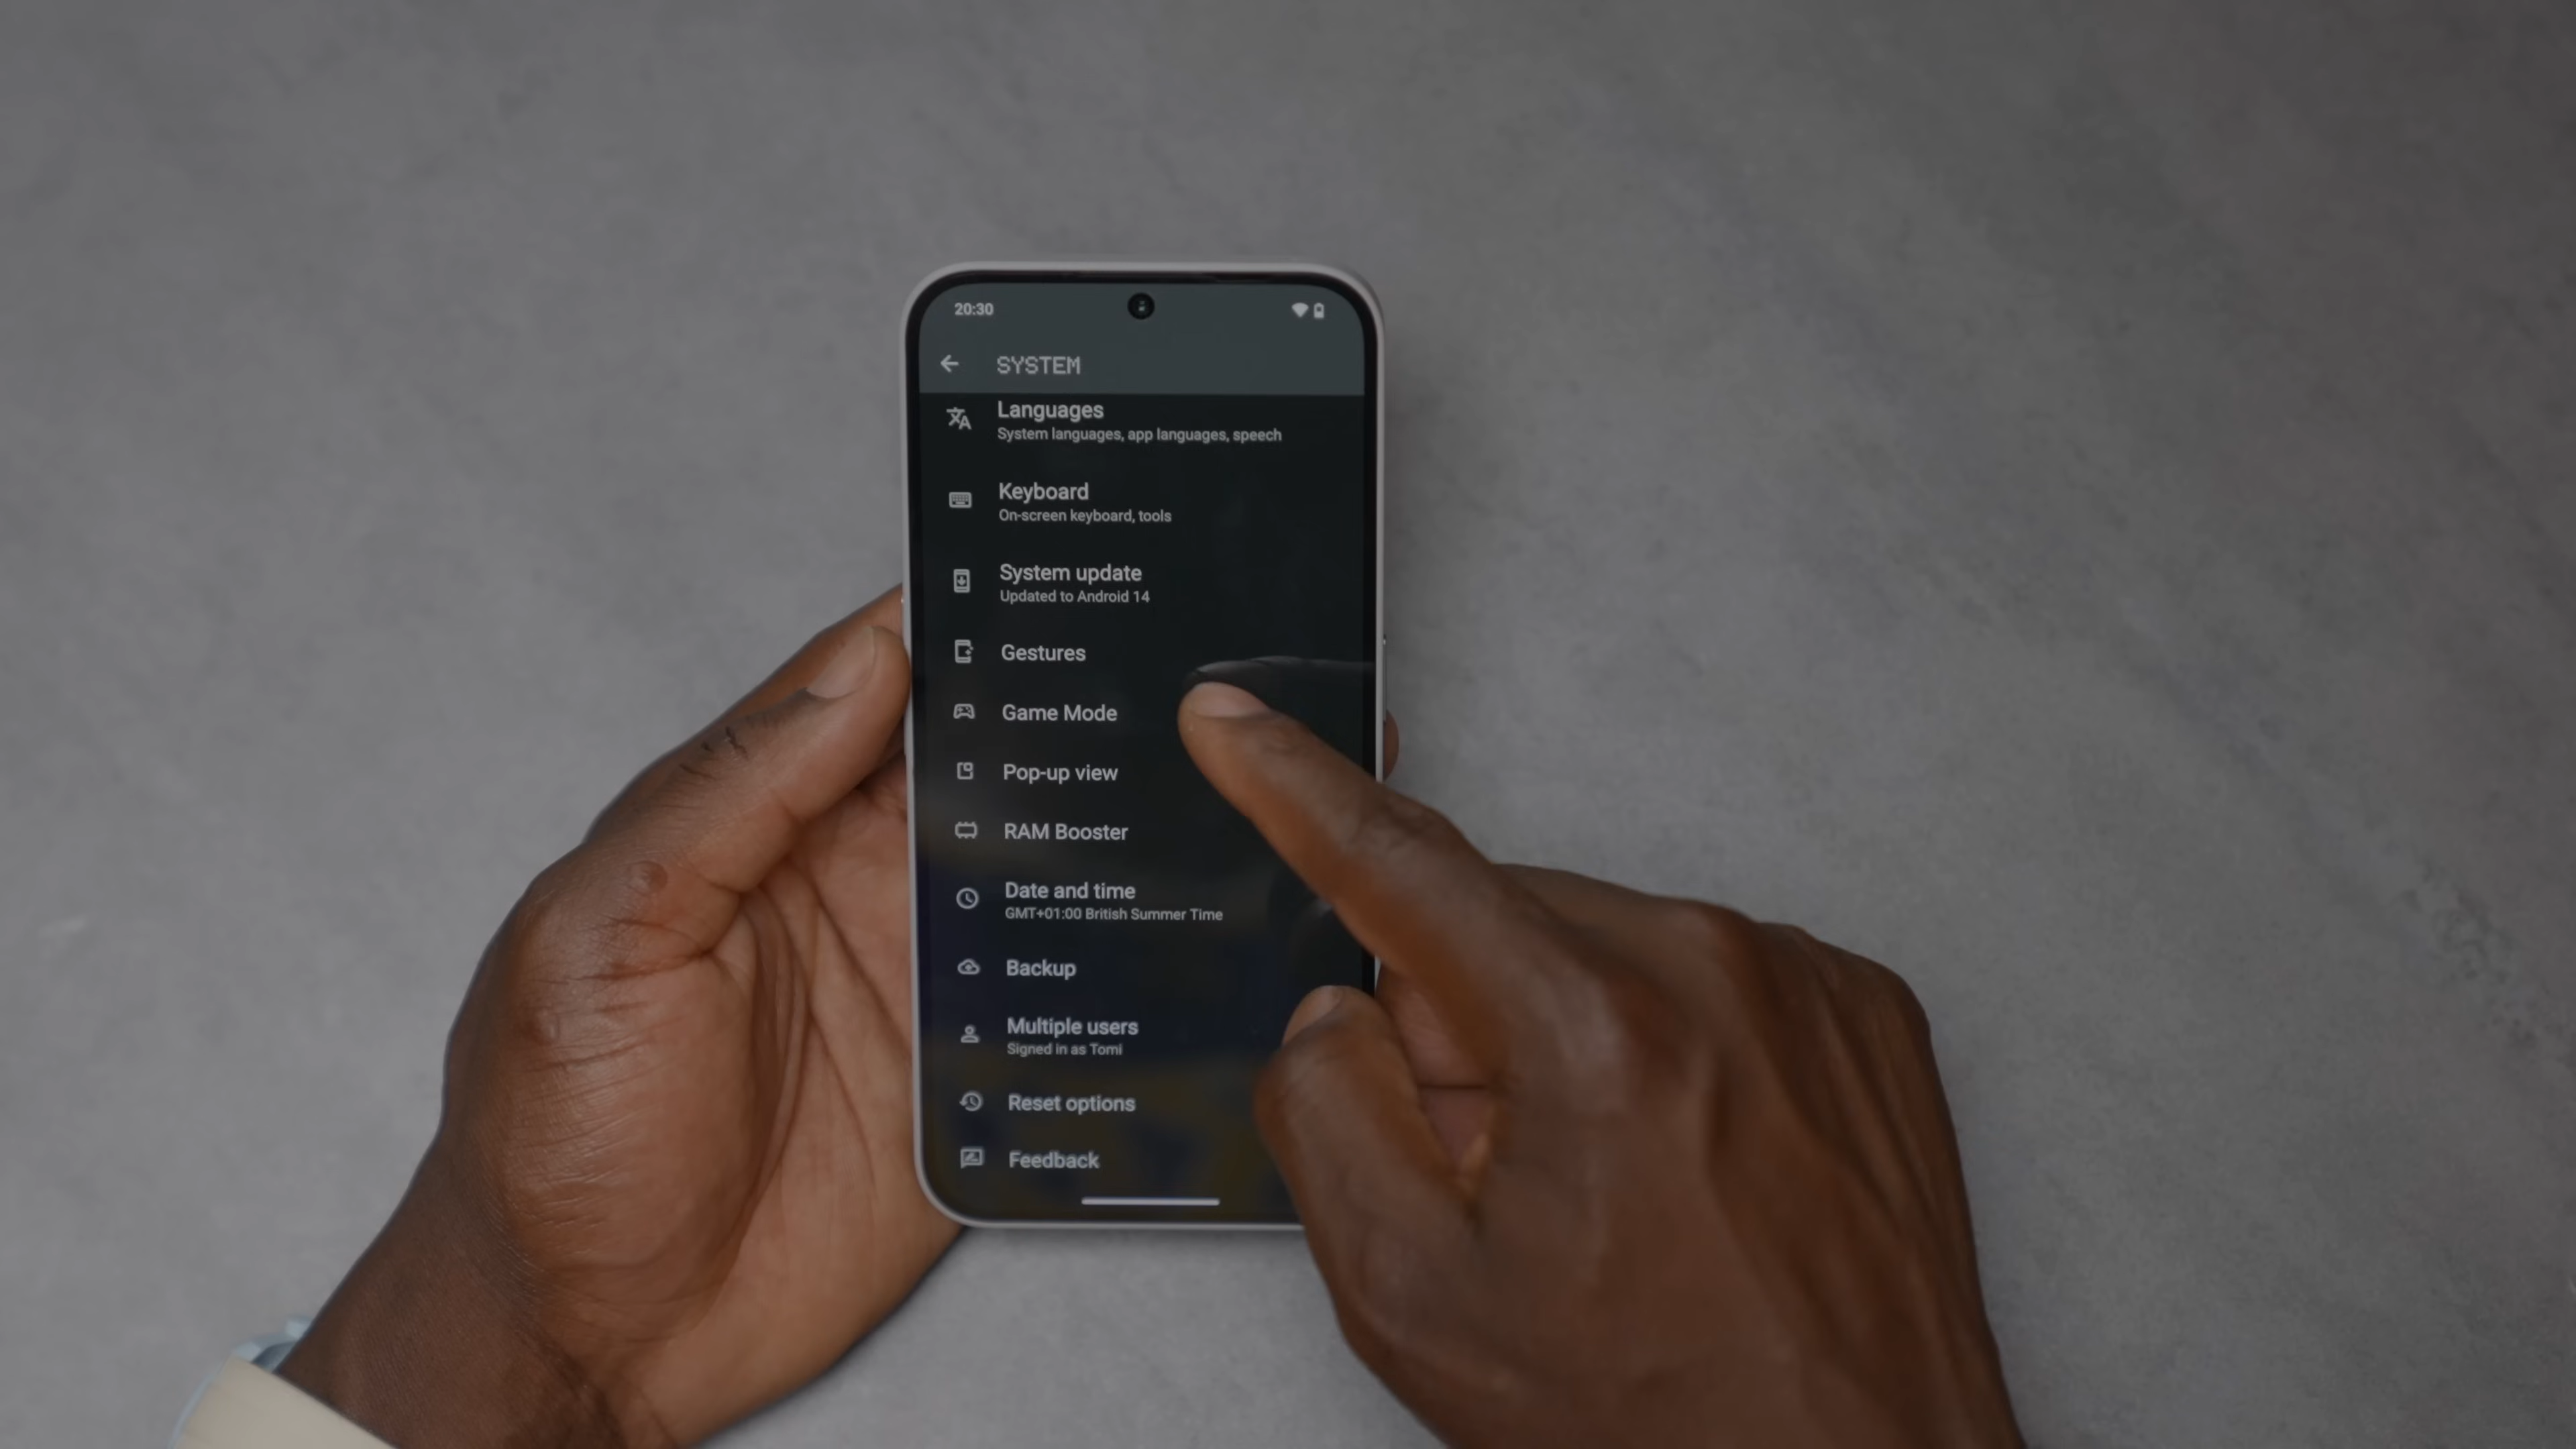 20:30
SYSTEM
Languages
System languages, app languages, speech
Keyboard
On-screen keyboard, tools
System update
Updated to Android 14
Gestures
Game Mode
Pop-up view
RAM Booster
Date and time
GMT+01:00 British Summer Time
Backup
Multiple users
Signed in as Tomi
Reset options
Feedback